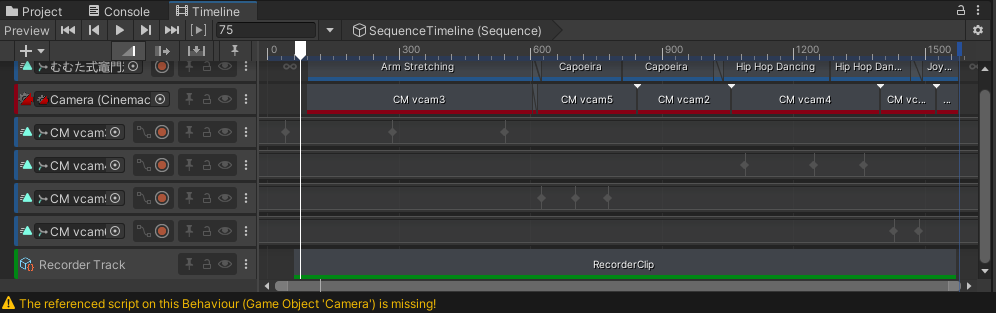 Project Console Timeline
Preview 75 SequenceTimeline (Sequence)
0 300 600 900 1200 1500
むむた式竈門 Arm Stretching Capoeira Capoeira Hip Hop Dancing Hip Hop Dan... Joy...
Camera (Cinemac CM vcam3 CM vcam5 CM vcam2 CM vcam4 CM vc... ...
CM vcam
CM vcam
CM vcam
CM vcam
Recorder Track RecorderClip
The referenced script on this Behaviour (Game Object 'Camera') is missing!